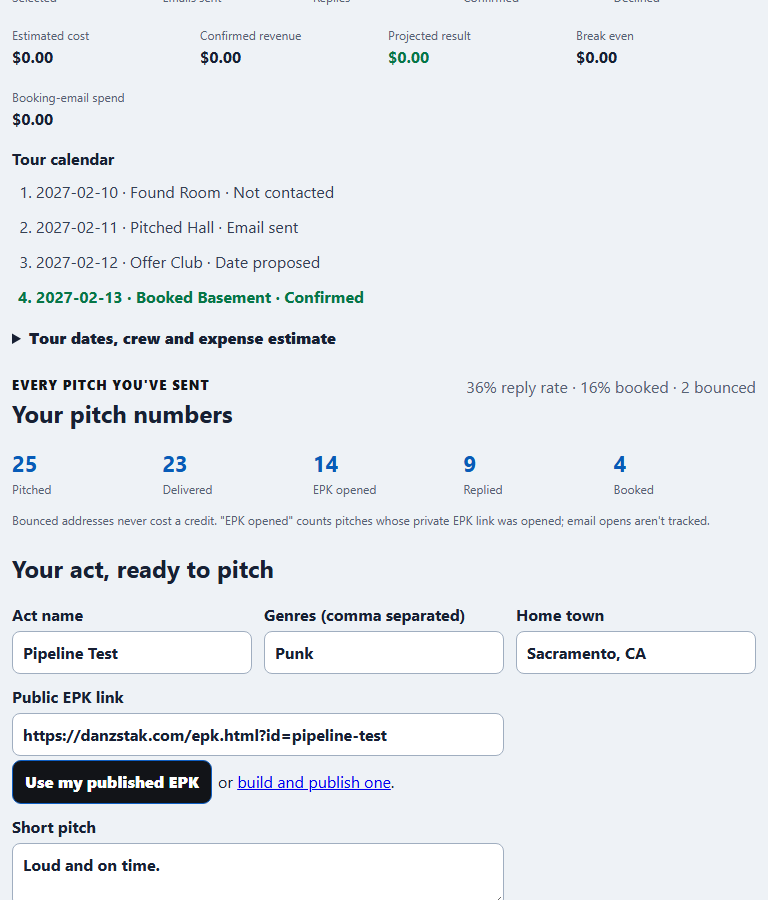 Selected Emails sent Replies Confirmed Declined
Estimated cost Confirmed revenue Projected result Break even
$0.00 $0.00 $0.00 $0.00
Booking-email spend
$0.00
Tour calendar
1. 2027-02-10 · Found Room · Not contacted
2. 2027-02-11 · Pitched Hall · Email sent
3. 2027-02-12 · Offer Club · Date proposed
4. 2027-02-13 · Booked Basement · Confirmed
Tour dates, crew and expense estimate
EVERY PITCH YOU'VE SENT
36% reply rate · 16% booked · 2 bounced
Your pitch numbers
25 23 14 9 4
Pitched Delivered EPK opened Replied Booked
Bounced addresses never cost a credit. "EPK opened" counts pitches whose private EPK link was opened; email opens aren't tracked.
Your act, ready to pitch
Act name Genres (comma separated) Home town
Pipeline Test Punk Sacramento, CA
Public EPK link
https://danzstak.com/epk.html?id=pipeline-test
Use my published EPK or build and publish one.
Short pitch
Loud and on time.